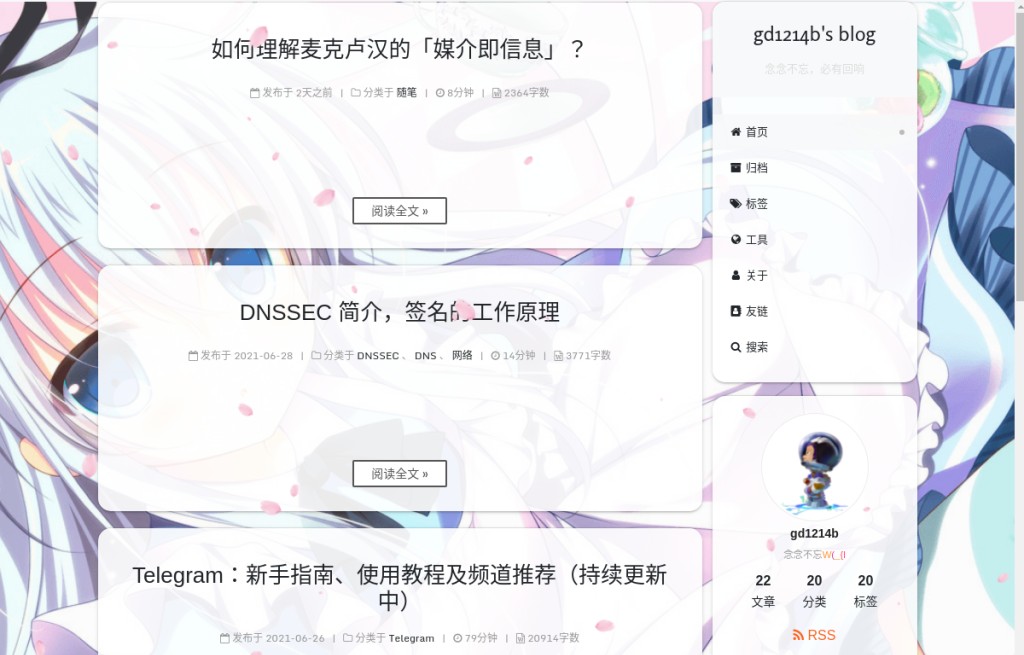 如何理解麦克卢汉的「媒介即信息」？
发布于 2天之前 | 分类于 随笔 | 8分钟 | 2364字数
阅读全文 »
DNSSEC 简介，签名的工作原理
发布于 2021-06-28 | 分类于 DNSSEC 、 DNS 、 网络 | 14分钟 | 3771字数
阅读全文 »
Telegram：新手指南、使用教程及频道推荐（持续更新
中）
发布于 2021-06-26 | 分类于 Telegram | 79分钟 | 20914字数
gd1214b's blog
念念不忘，必有回响
首页
归档
标签
工具
关于
友链
搜索
gd1214b
念念不忘W(_(I
22 20 20
文章 分类 标签
RSS